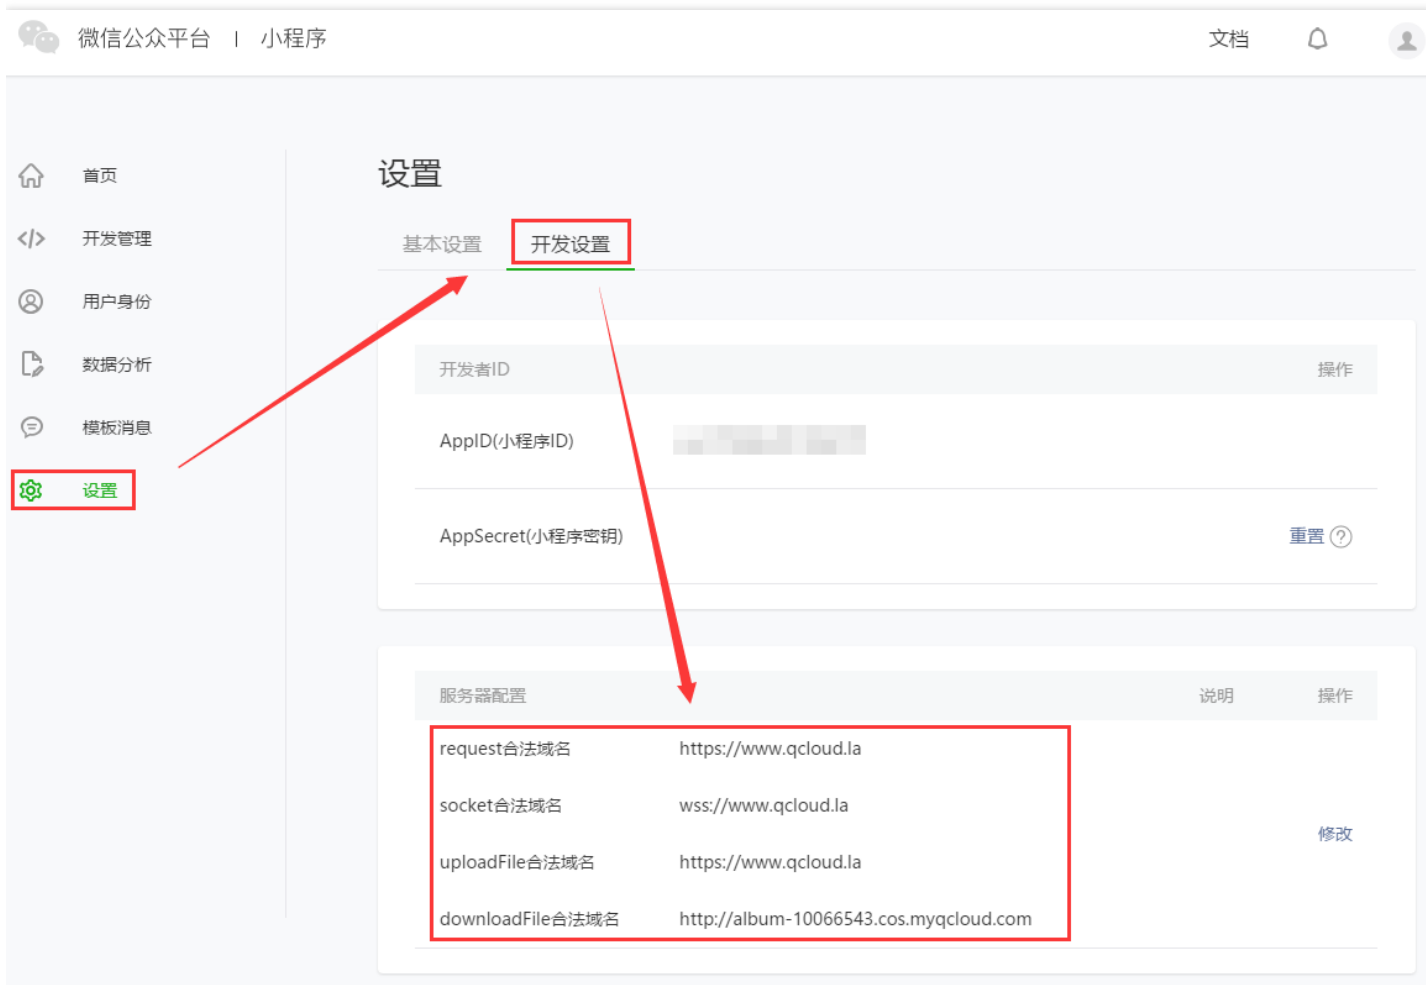 微信公众平台 | 小程序
文档
首页
开发管理
用户身份
数据分析
模板消息
设置
设置
基本设置 开发设置
开发者ID 操作
AppID(小程序ID)
AppSecret(小程序密钥) 重置 ?
服务器配置 说明 操作
request合法域名 https://www.qcloud.la
socket合法域名 wss://www.qcloud.la
修改
uploadFile合法域名 https://www.qcloud.la
downloadFile合法域名 http://album-10066543.cos.myqcloud.com